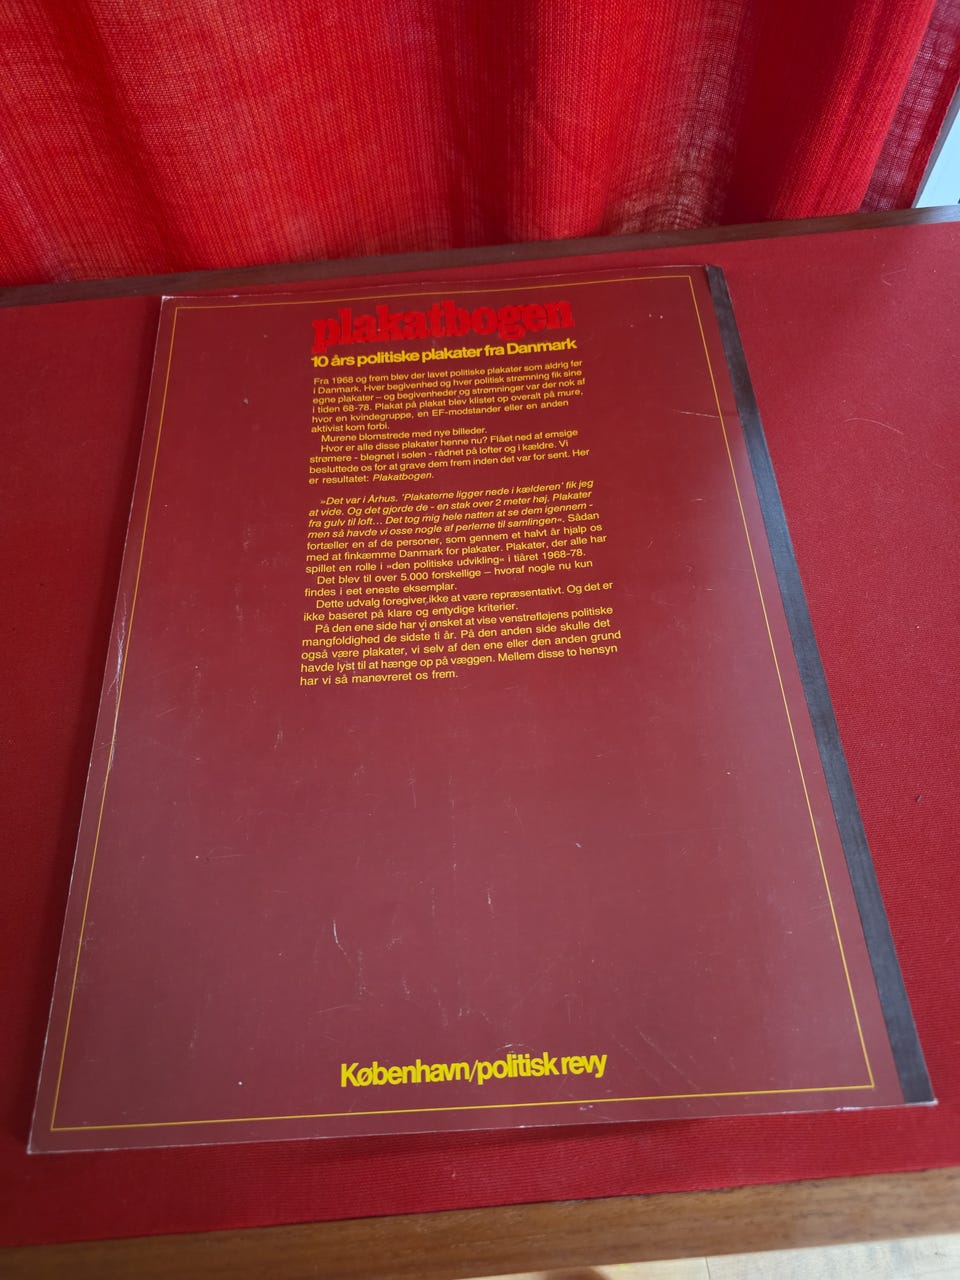 plakatbogen
10 års politiske plakater fra Danmark
Fra 1968 og frem blev der lavet politiske plakater som aldrig før
i Danmark. Hver begivenhed og hver politisk strømning fik sine
egne plakater – og begivenheder og strømninger var der nok af
i tiden 68-78. Plakat på plakat blev klistet op overalt på mure,
hvor en kvindegruppe, en EF-modstander eller en anden
aktivist kom forbi.
Murene blomstrede med nye billeder.
Hvor er alle disse plakater henne nu? Flået ned af emsige
strømere - blegnet i solen - rådnet på lofter og i kældre. Vi
besluttede os for at grave dem frem inden det var for sent. Her
er resultatet: Plakatbogen.
»Det var i Århus. 'Plakaterne ligger nede i kælderen' fik jeg
at vide. Og det gjorde de - en stak over 2 meter høj. Plakater
fra gulv til loft... Det tog mig hele natten at se dem igennem -
men så havde vi osse nogle af perlerne til samlingen«. Sådan
fortæller en af de personer, som gennem et halvt år hjalp os
med at finkæmme Danmark for plakater. Plakater, der alle har
spillet en rolle i »den politiske udvikling« i tiåret 1968-78.
Det blev til over 5.000 forskellige – hvoraf nogle nu kun
findes i eet eneste eksemplar.
Dette udvalg foregiver ikke at være repræsentativt. Og det er
ikke baseret på klare og entydige kriterier.
På den ene side har vi ønsket at vise venstrefløjens politiske
mangfoldighed de sidste ti år. På den anden side skulle det
også være plakater, vi selv af den ene eller den anden grund
havde lyst til at hænge op på væggen. Mellem disse to hensyn
har vi så manøvreret os frem.
København/politisk revy